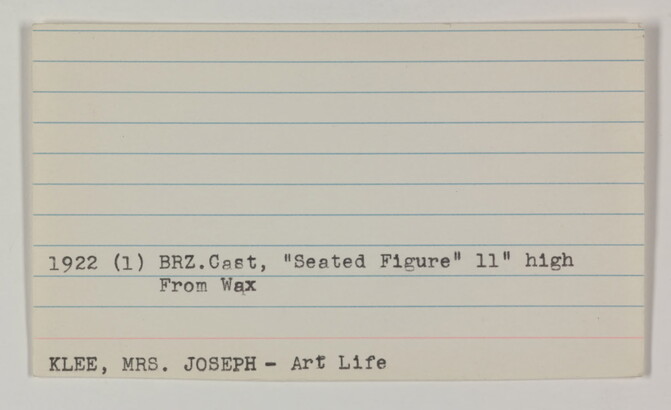 1922 (1) BRZ.Cast, "Seated Figure" 11" high
From Wax
KLEE, MRS. JOSEPH - Art Life